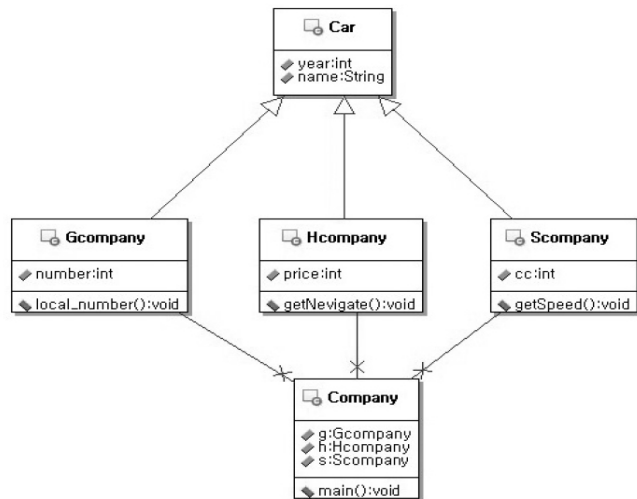 Car
year:int
name:String
Gcompany
number:int
local_number():void
Hcompany
price:int
getNevigate():void
Scompany
cc:int
getSpeed():void
Company
g:Gcompany
h:Hcompany
s:Scompany
main():void